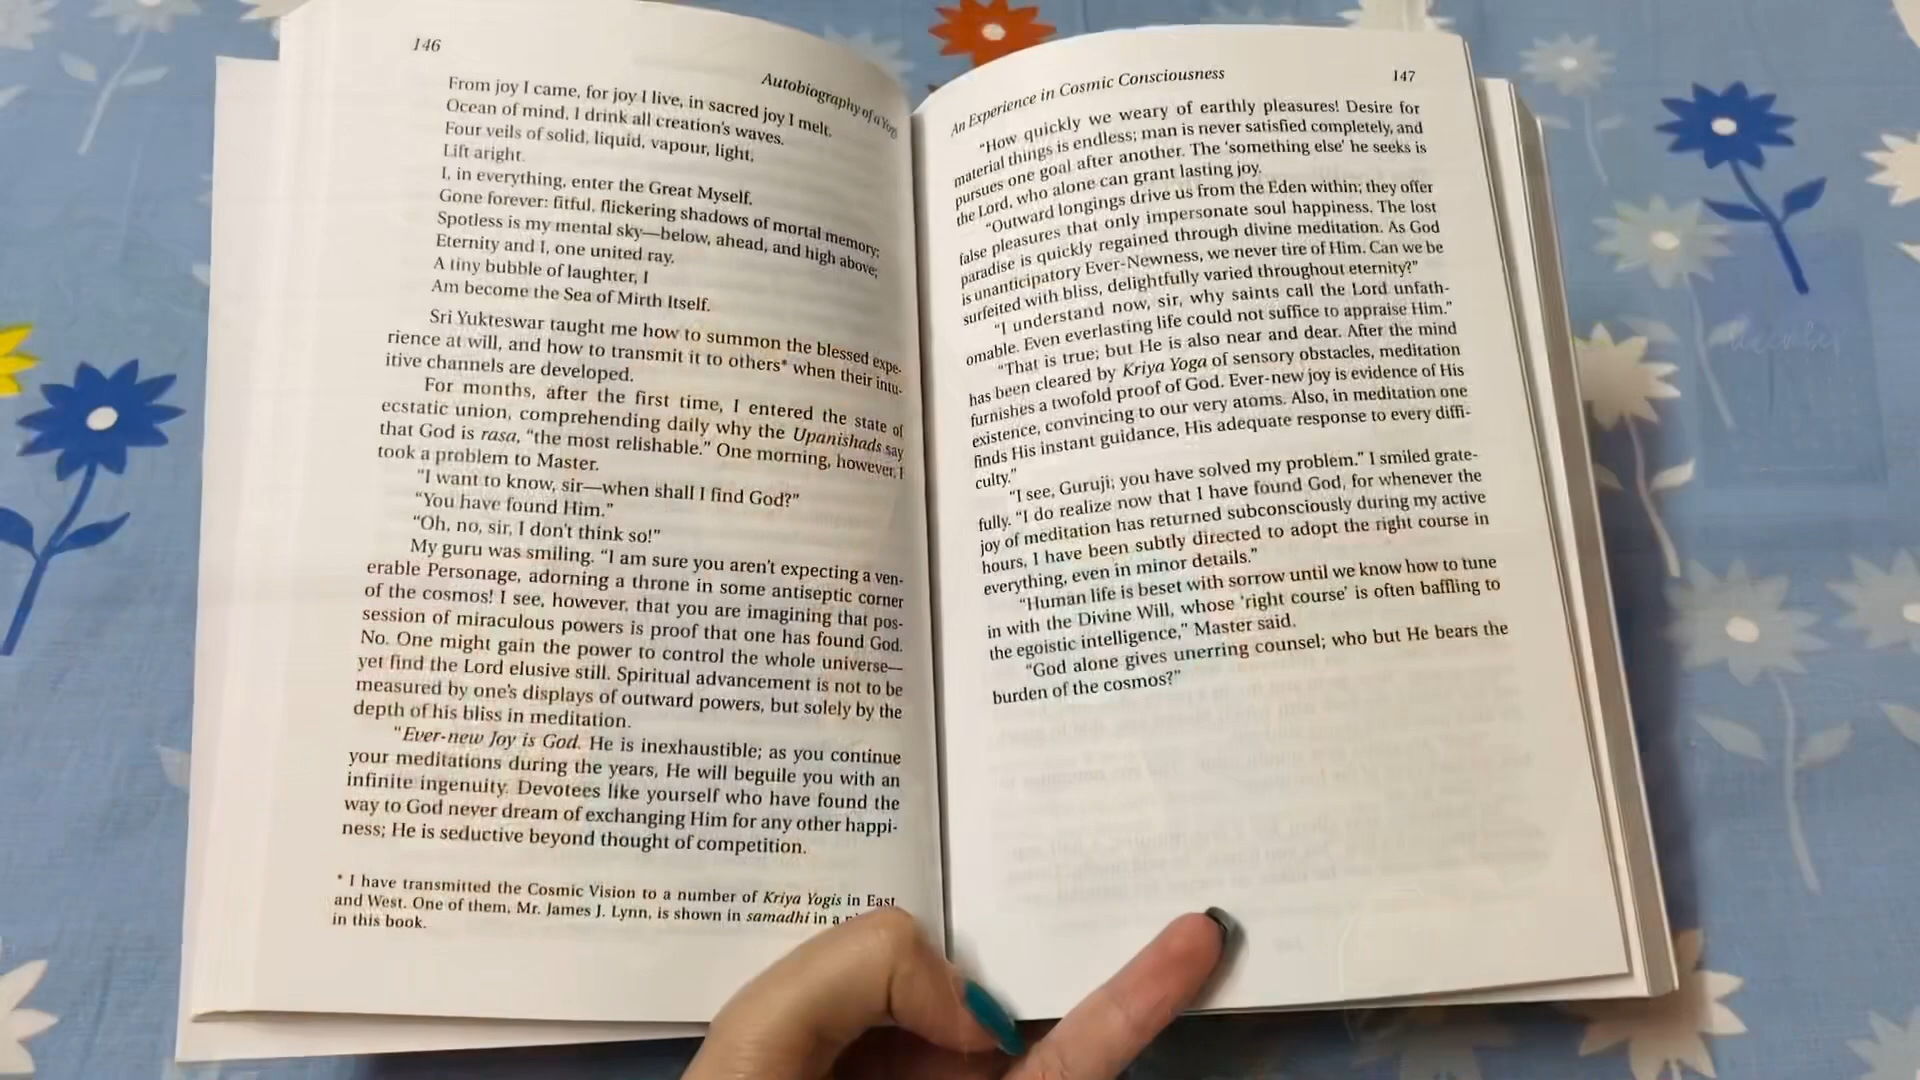 146
Autobiography of a Yogi
From joy I came, for joy I live, in sacred joy I melt.
Ocean of mind, I drink all creation's waves.
Four veils of solid, liquid, vapour, light,
Lift aright.
I, in everything, enter the Great Myself.
Gone forever: fitful, flickering shadows of mortal memory;
Spotless is my mental sky—below, ahead, and high above;
Eternity and I, one united ray.
A tiny bubble of laughter, I
Am become the Sea of Mirth Itself.
Sri Yukteswar taught me how to summon the blessed expe-
rience at will, and how to transmit it to others* when their intu-
itive channels are developed.
For months, after the first time, I entered the state of
ecstatic union, comprehending daily why the Upanishads say
that God is rasa, “the most relishable.” One morning, however, I
took a problem to Master.
“I want to know, sir—when shall I find God?”
“You have found Him.”
“Oh, no, sir, I don't think so!”
My guru was smiling. “I am sure you aren't expecting a ven-
erable Personage, adorning a throne in some antiseptic corner
of the cosmos! I see, however, that you are imagining that pos-
session of miraculous powers is proof that one has found God.
No. One might gain the power to control the whole universe—
yet find the Lord elusive still. Spiritual advancement is not to be
measured by one's displays of outward powers, but solely by the
depth of his bliss in meditation.
“Ever-new Joy is God. He is inexhaustible; as you continue
your meditations during the years, He will beguile you with an
infinite ingenuity. Devotees like yourself who have found the
way to God never dream of exchanging Him for any other happi-
ness; He is seductive beyond thought of competition.
* I have transmitted the Cosmic Vision to a number of Kriya Yogis in East
and West. One of them, Mr. James J. Lynn, is shown in samadhi in a
in this book.
An Experience in Cosmic Consciousness
147
“How quickly we weary of earthly pleasures! Desire for
material things is endless; man is never satisfied completely, and
pursues one goal after another. The ‘something else’ he seeks is
the Lord, who alone can grant lasting joy.
“Outward longings drive us from the Eden within; they offer
false pleasures that only impersonate soul happiness. The lost
paradise is quickly regained through divine meditation. As God
is unanticipatory Ever-Newness, we never tire of Him. Can we be
surfeited with bliss, delightfully varied throughout eternity?”
“I understand now, sir, why saints call the Lord unfath-
omable. Even everlasting life could not suffice to appraise Him.”
“That is true; but He is also near and dear. After the mind
has been cleared by Kriya Yoga of sensory obstacles, meditation
furnishes a twofold proof of God. Ever-new joy is evidence of His
existence, convincing to our very atoms. Also, in meditation one
finds His instant guidance, His adequate response to every diffi-
culty.”
“I see, Guruji; you have solved my problem.” I smiled grate-
fully. “I do realize now that I have found God, for whenever the
joy of meditation has returned subconsciously during my active
hours, I have been subtly directed to adopt the right course in
everything, even in minor details.”
“Human life is beset with sorrow until we know how to tune
in with the Divine Will, whose ‘right course’ is often baffling to
the egoistic intelligence,” Master said.
“God alone gives unerring counsel; who but He bears the
burden of the cosmos?”